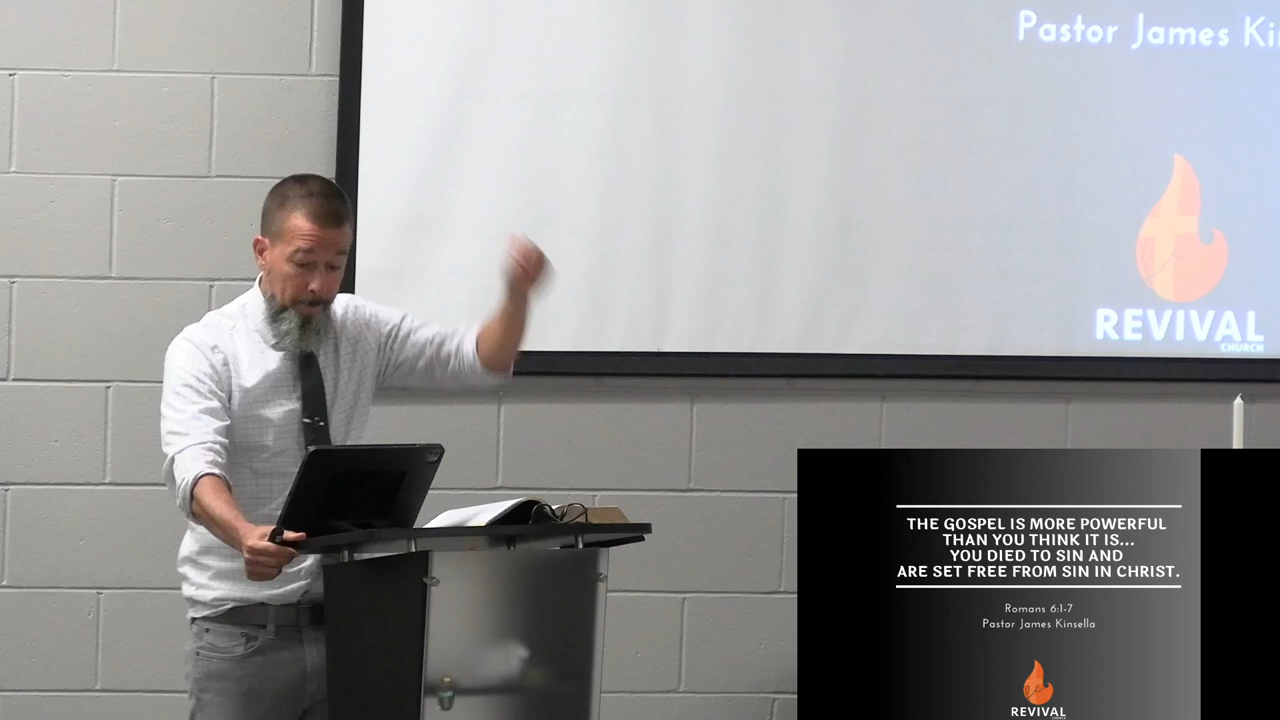 Pastor James Ki
REVIVAL
CHURCH
THE GOSPEL IS MORE POWERFUL
THAN YOU THINK IT IS...
YOU DIED TO SIN AND
ARE SET FREE FROM SIN IN CHRIST.
Romans 6:1-7
Pastor James Kinsella
REVIVAL
CHURCH